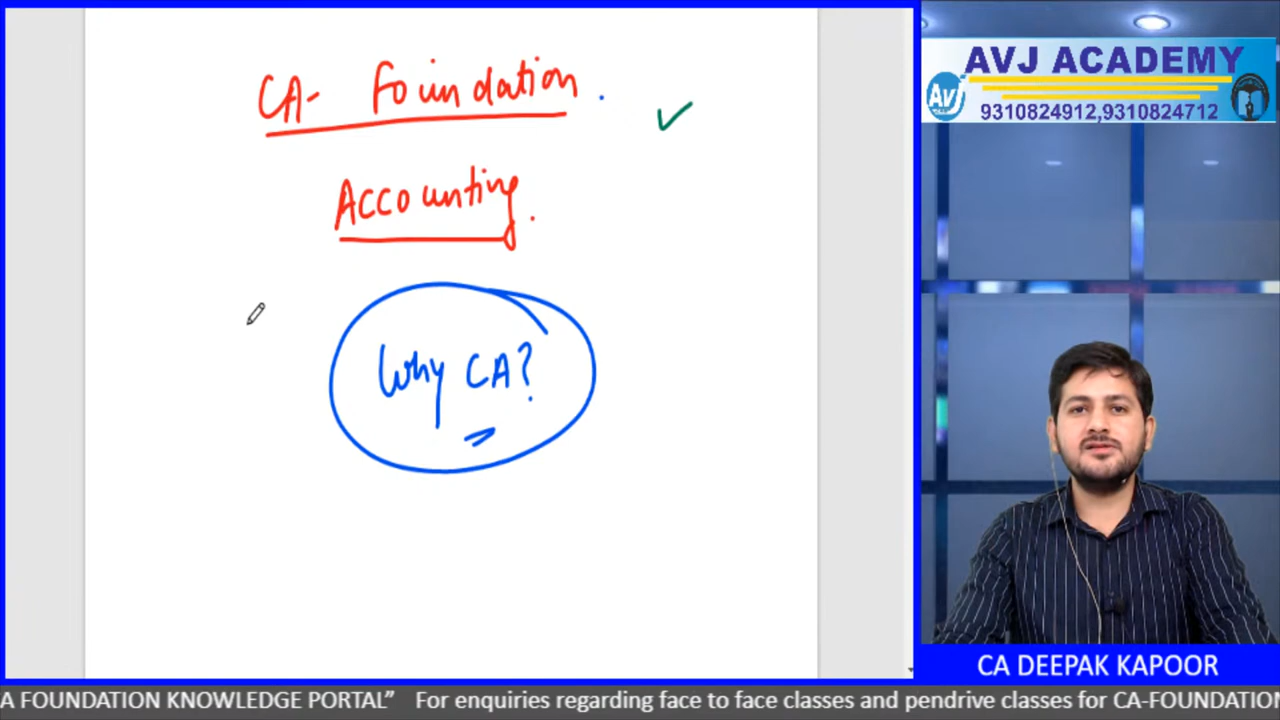 CA- Foundation.
Accounting.
Why CA?
AVJ ACADEMY
AVJ
9310824912,9310824712
CA DEEPAK KAPOOR
A FOUNDATION KNOWLEDGE PORTAL” For enquiries regarding face to face classes and pendrive classes for CA-FOUNDATION